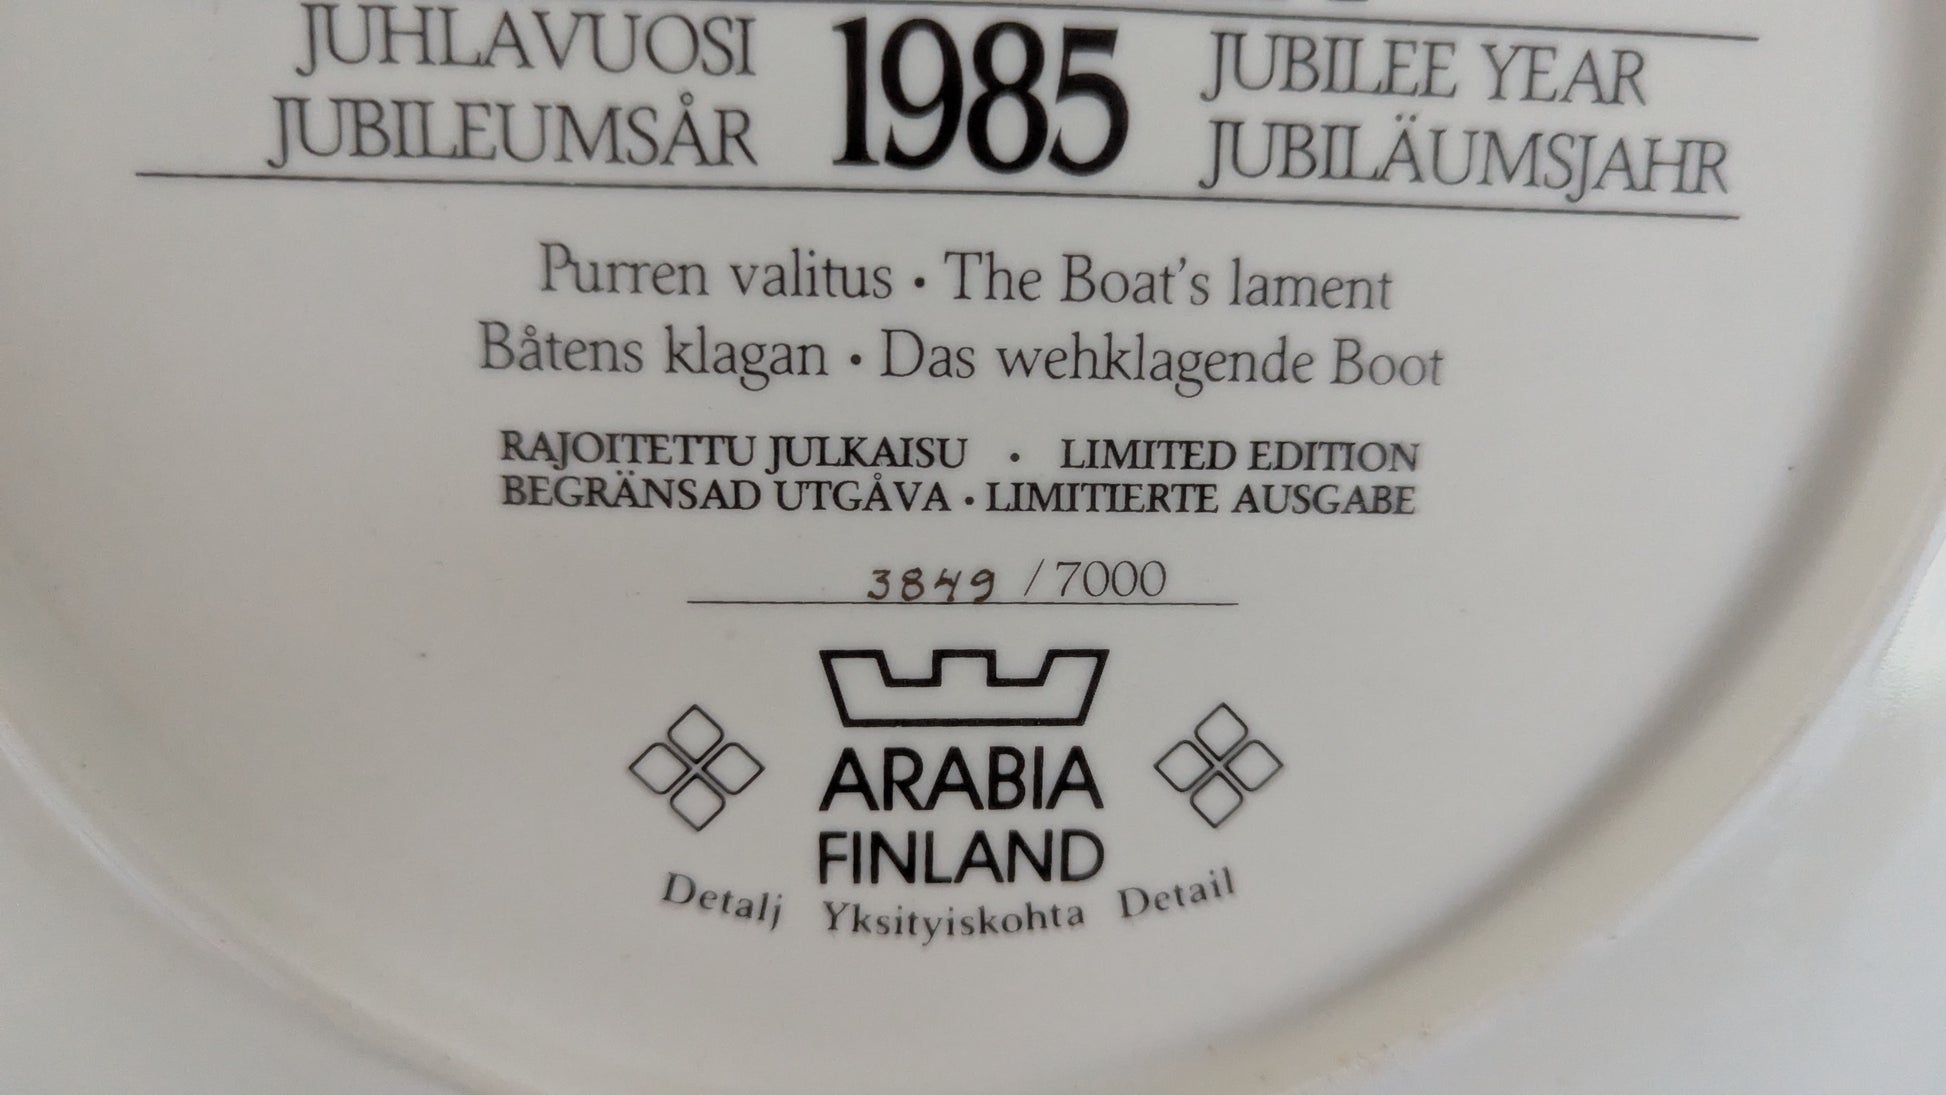 JUHLAVUOSI 1985 JUBILEE YEAR
JUBILEUMSÅR JUBILÄUMSJAHR
Purren valitus • The Boat's lament
Båtens klagan • Das wehklagende Boot
RAJOITETTU JULKAISU • LIMITED EDITION
BEGRÄNSAD UTGÅVA • LIMITIERTE AUSGABE
3849 / 7000
ARABIA
FINLAND
Detalj Yksityiskohta Detail